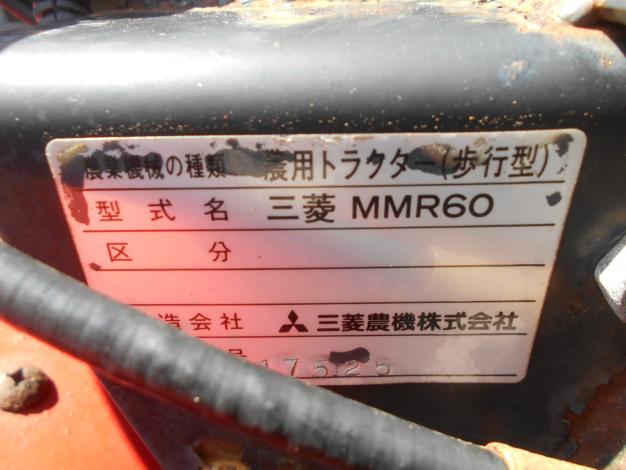 農業機械の種類 農用トラクター(歩行型)
型式名 三菱 MMR60
区分
造会社 三菱農機株式会社
号 17525